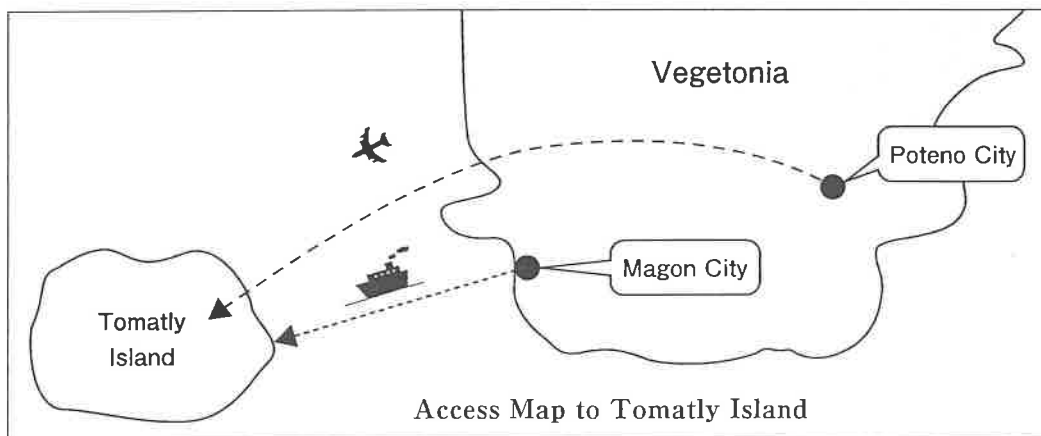 Vegetonia
Poteno City
Magon City
Tomatly
Island
Access Map to Tomatly Island